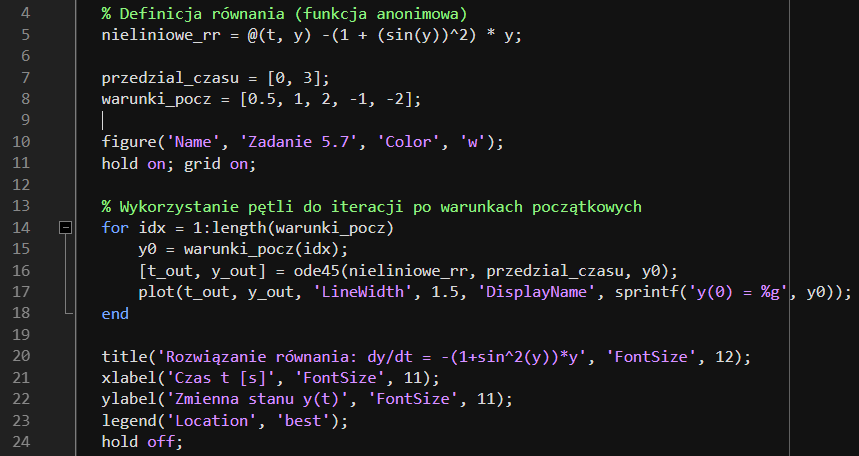 4 % Definicja równania (funkcja anonimowa)
5 nieliniowe_rr = @(t, y) -(1 + (sin(y))^2) * y;
6
7 przedzial_czasu = [0, 3];
8 warunki_pocz = [0.5, 1, 2, -1, -2];
9
10 figure('Name', 'Zadanie 5.7', 'Color', 'w');
11 hold on; grid on;
12
13 % Wykorzystanie pętli do iteracji po warunkach początkowych
14 for idx = 1:length(warunki_pocz)
15 y0 = warunki_pocz(idx);
16 [t_out, y_out] = ode45(nieliniowe_rr, przedzial_czasu, y0);
17 plot(t_out, y_out, 'LineWidth', 1.5, 'DisplayName', sprintf('y(0) = %g', y0));
18 end
19
20 title('Rozwiązanie równania: dy/dt = -(1+sin^2(y))*y', 'FontSize', 12);
21 xlabel('Czas t [s]', 'FontSize', 11);
22 ylabel('Zmienna stanu y(t)', 'FontSize', 11);
23 legend('Location', 'best');
24 hold off;